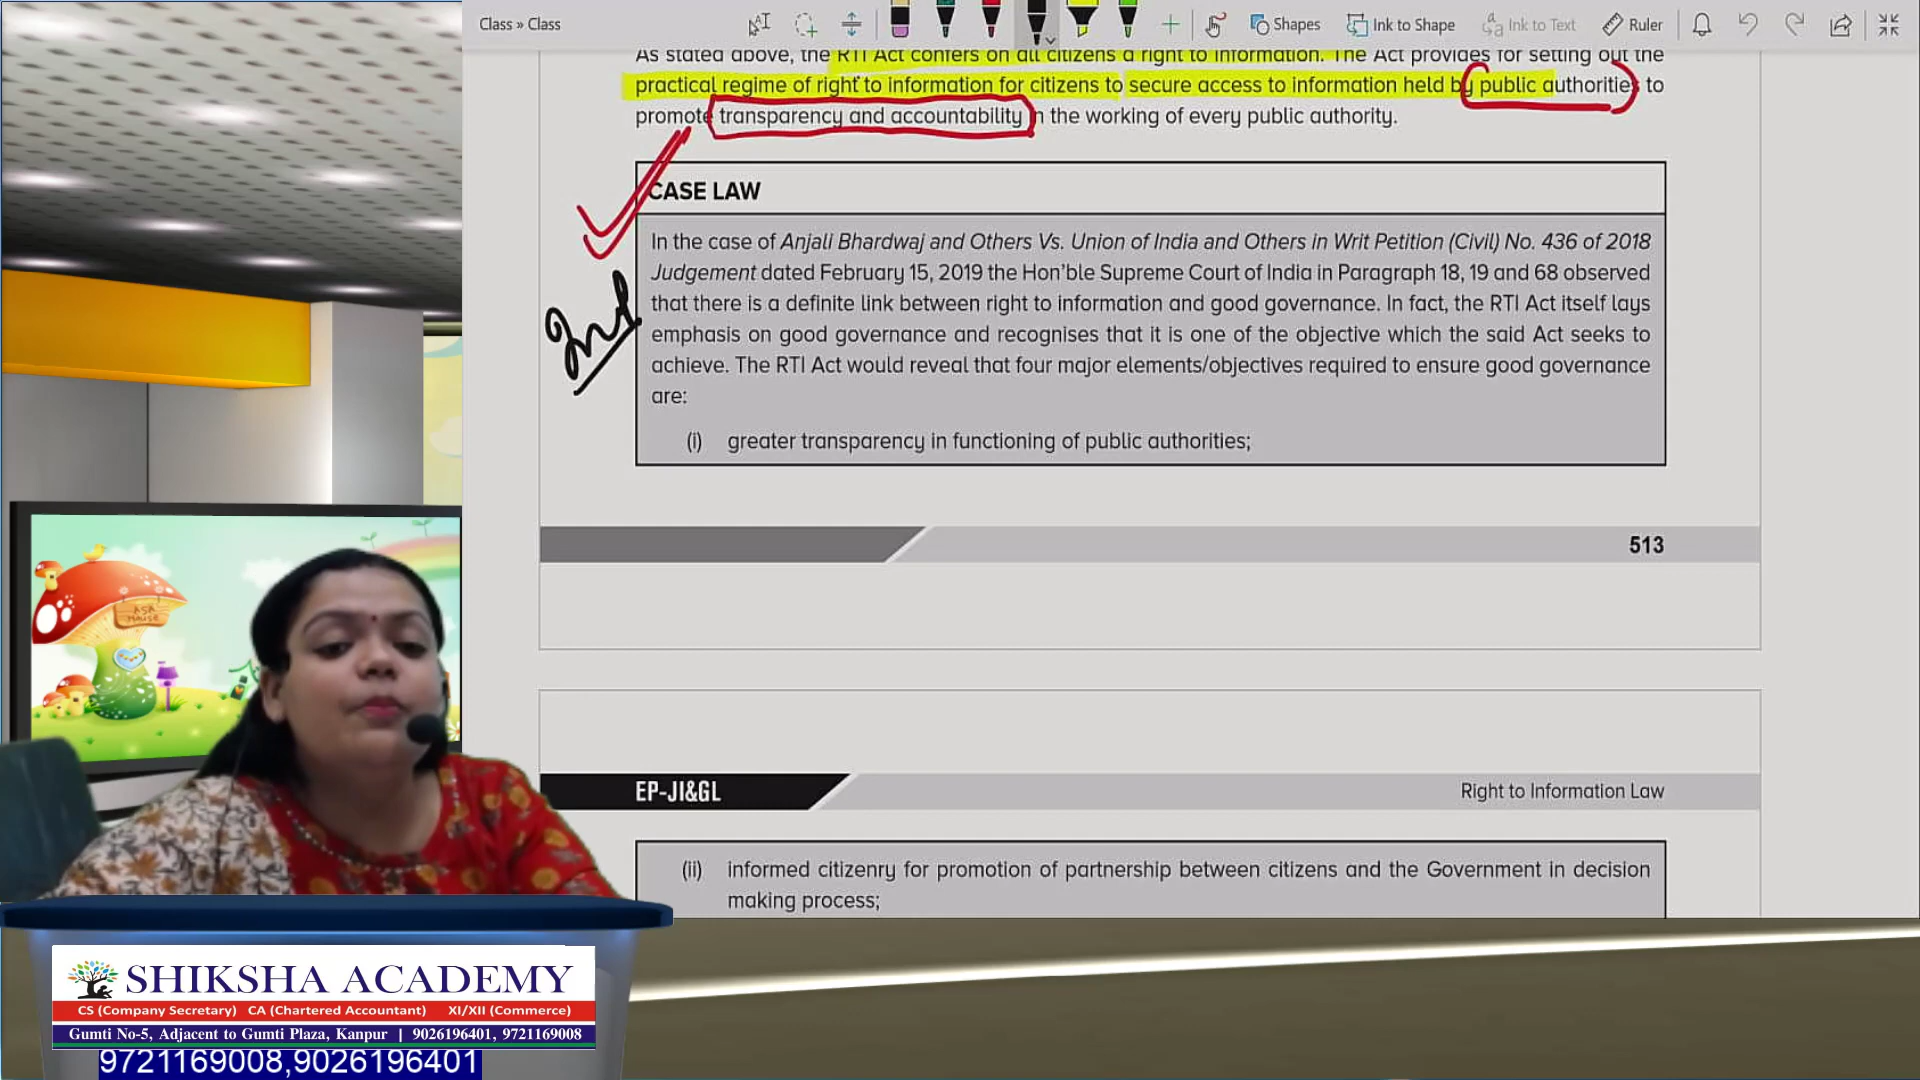 Class » Class
Shapes
Ink to Shape
Ink to Text
Ruler
As stated above, the RTI Act confers on all citizens a right to information. The Act provides for setting out the
practical regime of right to information for citizens to secure access to information held by public authorities to
promote transparency and accountability in the working of every public authority.
CASE LAW
In the case of Anjali Bhardwaj and Others Vs. Union of India and Others in Writ Petition (Civil) No. 436 of 2018
Judgement dated February 15, 2019 the Hon'ble Supreme Court of India in Paragraph 18, 19 and 68 observed
that there is a definite link between right to information and good governance. In fact, the RTI Act itself lays
emphasis on good governance and recognises that it is one of the objective which the said Act seeks to
achieve. The RTI Act would reveal that four major elements/objectives required to ensure good governance
are:
(i) greater transparency in functioning of public authorities;
513
EP-JI&GL
Right to Information Law
(ii) informed citizenry for promotion of partnership between citizens and the Government in decision
making process;
SHIKSHA ACADEMY
CS (Company Secretary) CA (Chartered Accountant) XI/XII (Commerce)
Gumti No-5, Adjacent to Gumti Plaza, Kanpur | 9026196401, 9721169008
9721169008,9026196401